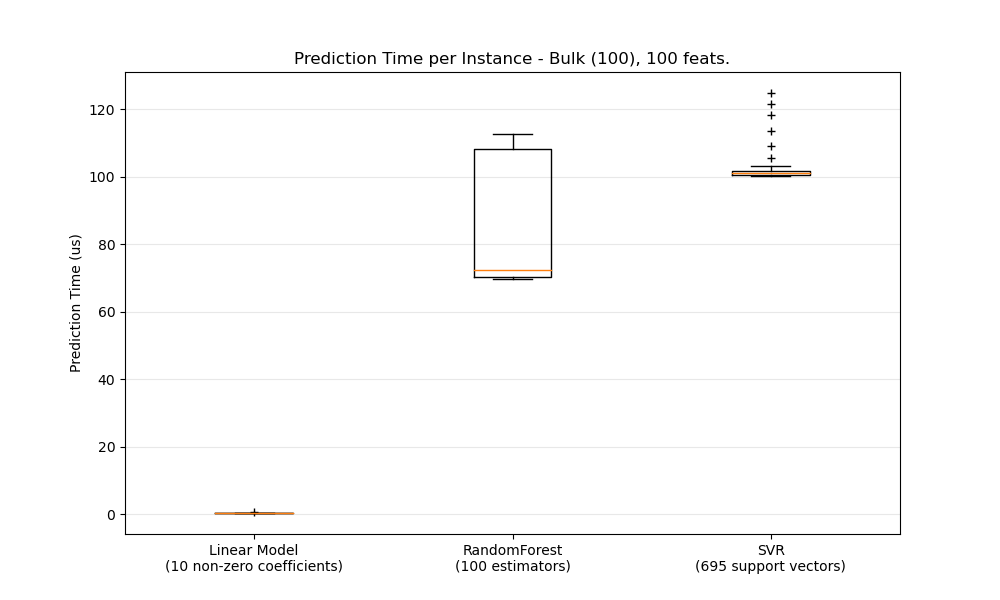 Prediction Time per Instance - Bulk (100), 100 feats.
Prediction Time (us)
120
100
80
60
40
20
0
Linear Model
(10 non-zero coefficients)
RandomForest
(100 estimators)
SVR
(695 support vectors)